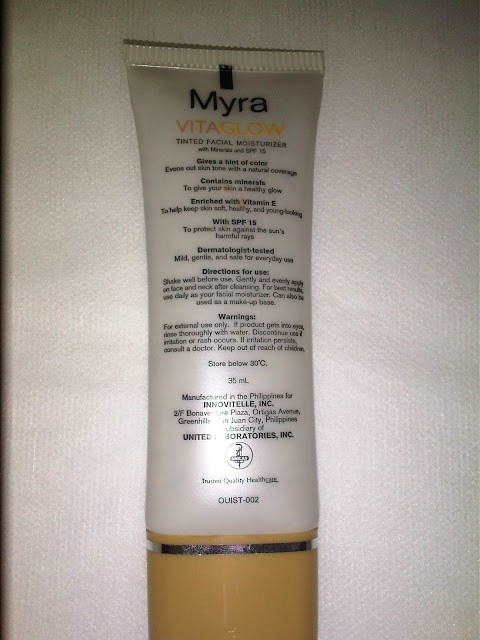 Myra
VITAGLOW
TINTED FACIAL MOISTURIZER
with Minerals and SPF 15
Gives a hint of color
Evens out skin tone with a natural coverage
Contains minerals
To give your skin a healthy glow
Enriched with Vitamin E
To help keep skin soft, healthy, and young-looking
With SPF 15
To protect skin against the sun's
harmful rays
Dermatologist-tested
Mild, gentle, and safe for everyday use
Directions for use:
Shake well before use. Gently and evenly apply
on face and neck after cleansing. For best results,
use daily as your facial moisturizer. Can also be
used as a make-up base.
Warnings:
For external use only. If product gets into eyes,
rinse thoroughly with water. Discontinue use if
irritation or rash occurs. If irritation persists,
consult a doctor. Keep out of reach of children.
Store below 30°C.
35 mL
Manufactured in the Philippines for
INNOVITELLE, INC.
2/F Bonaventure Plaza, Ortigas Avenue,
Greenhills, San Juan City, Philippines
subsidiary of
UNITED LABORATORIES, INC.
Trusted Quality Healthcare
OUIST-002